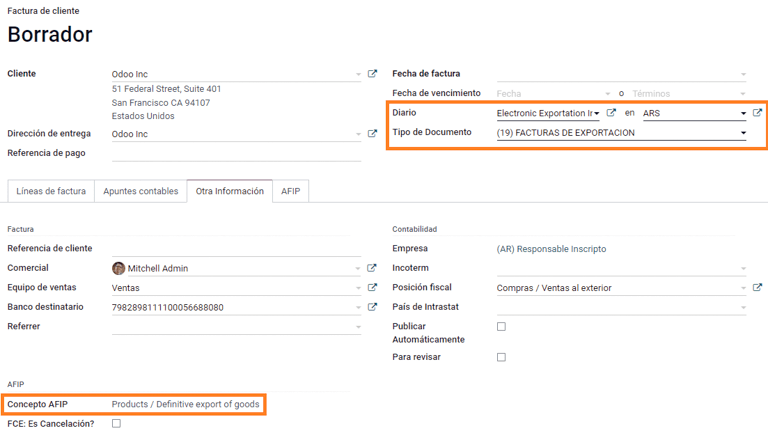 Factura de cliente
Borrador
Cliente Odoo Inc
51 Federal Street, Suite 401
San Francisco CA 94107
Estados Unidos
Dirección de entrega Odoo Inc
Referencia de pago
Fecha de factura
Fecha de vencimiento Fecha o Términos
Diario Electronic Exportation Ir en ARS
Tipo de Documento (19) FACTURAS DE EXPORTACION
Líneas de factura Apuntes contables Otra Información AFIP
Factura
Referencia de cliente
Comercial Mitchell Admin
Equipo de ventas Ventas
Banco destinatario 7982898111100056688080
Referrer
Contabilidad
Empresa (AR) Responsable Inscripto
Incoterm
Posición fiscal Compras / Ventas al exterior
País de Intrastat
Publicar
Automáticamente
Para revisar
AFIP
Concepto AFIP Products / Definitive export of goods
FCE: Es Cancelación?